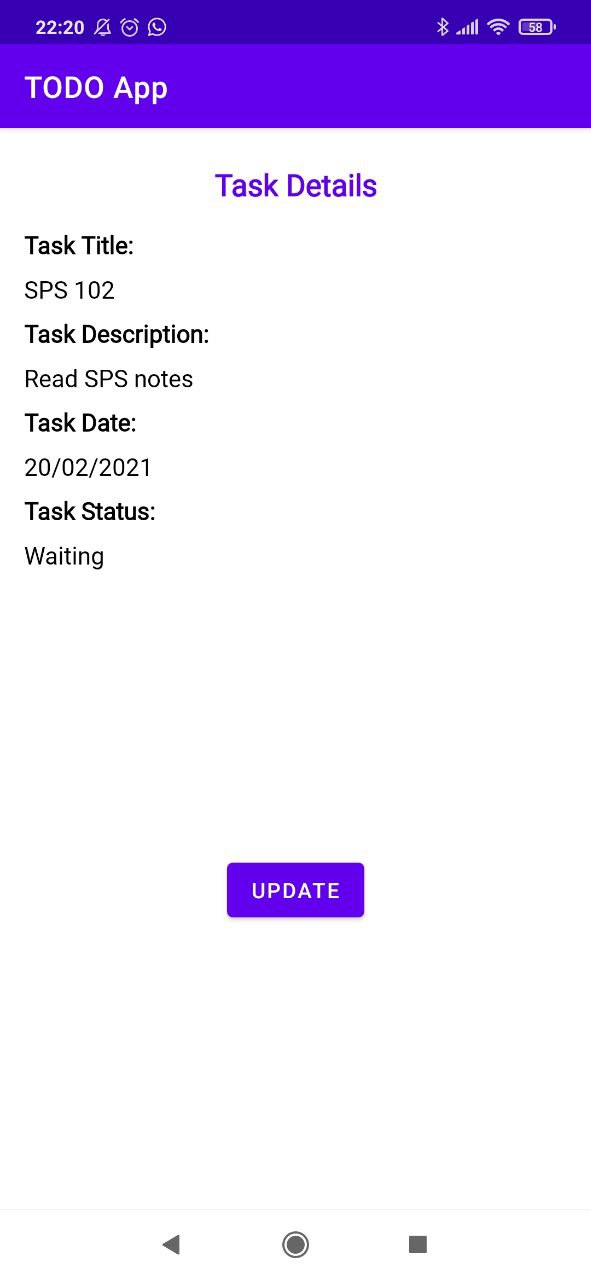 22:20 58
TODO App
Task Details
Task Title:
SPS 102
Task Description:
Read SPS notes
Task Date:
20/02/2021
Task Status:
Waiting
UPDATE